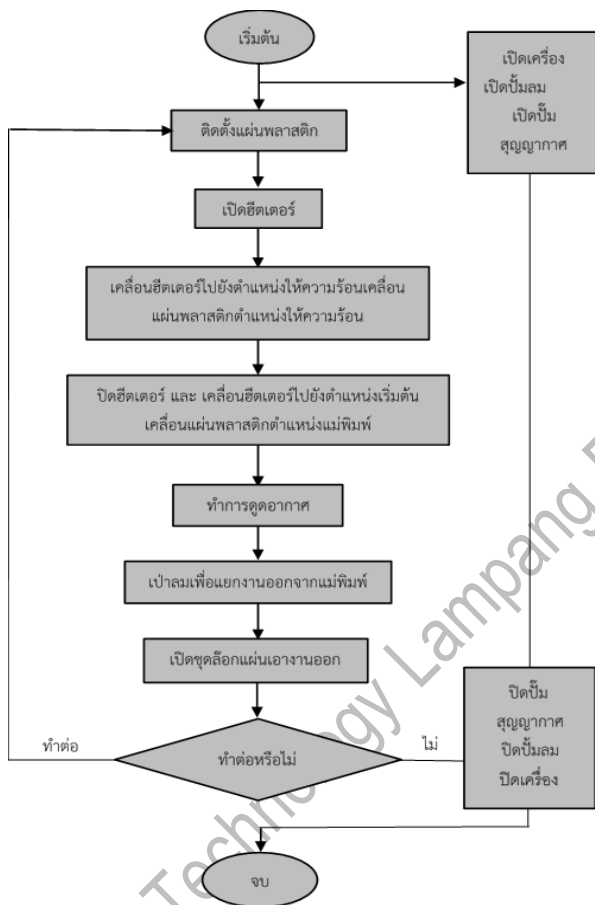 เริ่มต้น
เปิดเครื่อง
เปิดปั้มลม
เปิดปั๊ม
สุญญากาศ
ติดตั้งแผ่นพลาสติก
เปิดฮีตเตอร์
เคลื่อนฮีตเตอร์ไปยังตำแหน่งให้ความร้อนเคลื่อน
แผ่นพลาสติกตำแหน่งให้ความร้อน
ปิดฮีตเตอร์ และ เคลื่อนฮีตเตอร์ไปยังตำแหน่งเริ่มต้น
เคลื่อนแผ่นพลาสติกตำแหน่งแม่พิมพ์
ทำการดูดอากาศ
เป่าลมเพื่อแยกงานออกจากแม่พิมพ์
เปิดชุดล๊อกแผ่นเอางานออก
ทำต่อหรือไม่
ทำต่อ
ไม่
ปิดปั๊ม
สุญญากาศ
ปิดปั้มลม
ปิดเครื่อง
จบ
Technology Lampang